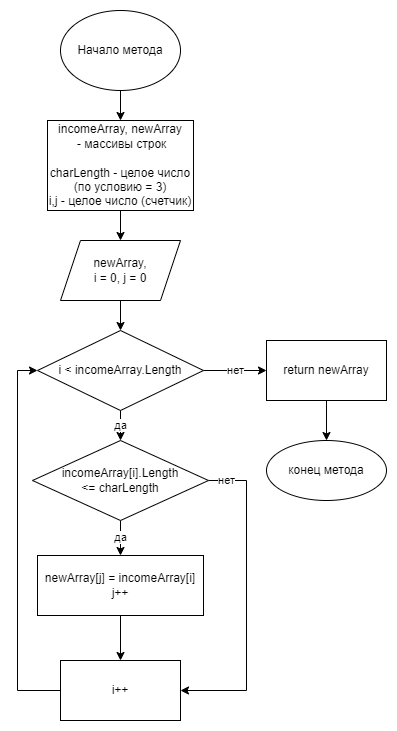 Начало метода
incomeArray, newArray
- массивы строк
charLength - целое число
(по условию = 3)
i,j - целое число (счетчик)
newArray,
i = 0, j = 0
i < incomeArray.Length
нет
return newArray
да
incomeArray[i].Length
<= charLength
нет
конец метода
да
newArray[j] = incomeArray[i]
j++
i++